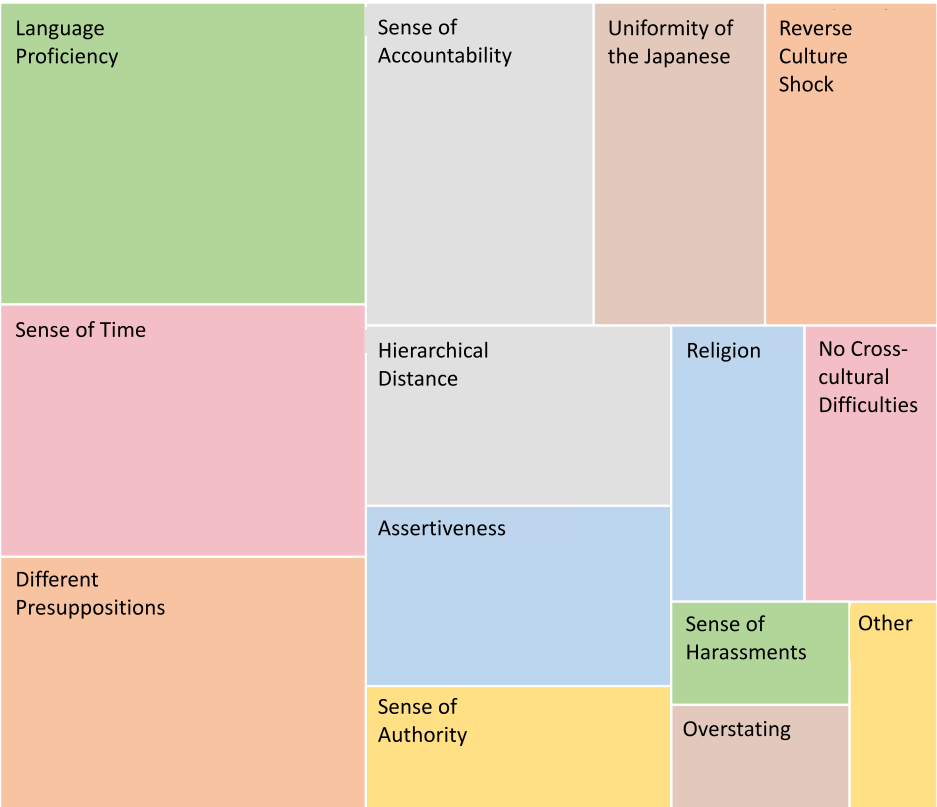 Language
Proficiency
Sense of
Accountability
Uniformity of
the Japanese
Reverse
Culture
Shock
Sense of Time
Hierarchical
Distance
Religion
No Cross-
cultural
Difficulties
Assertiveness
Different
Presuppositions
Sense of
Harassments
Other
Sense of
Authority
Overstating